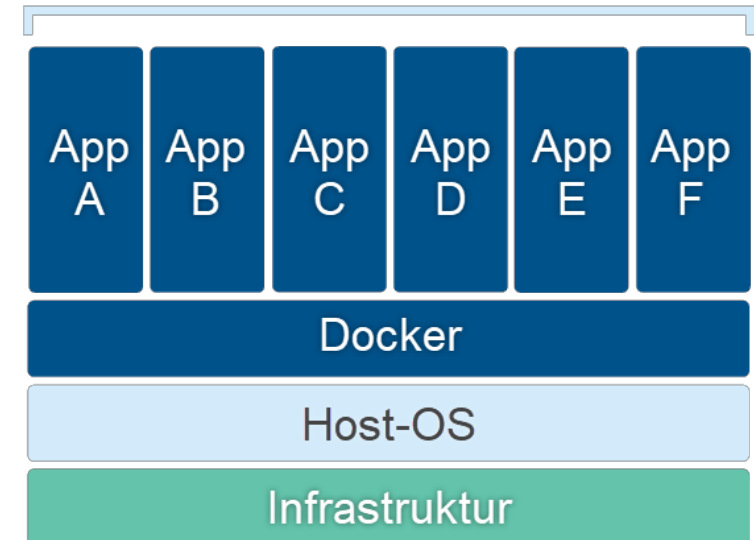 App
A
App
B
App
C
App
D
App
E
App
F
Docker
Host-OS
Infrastruktur